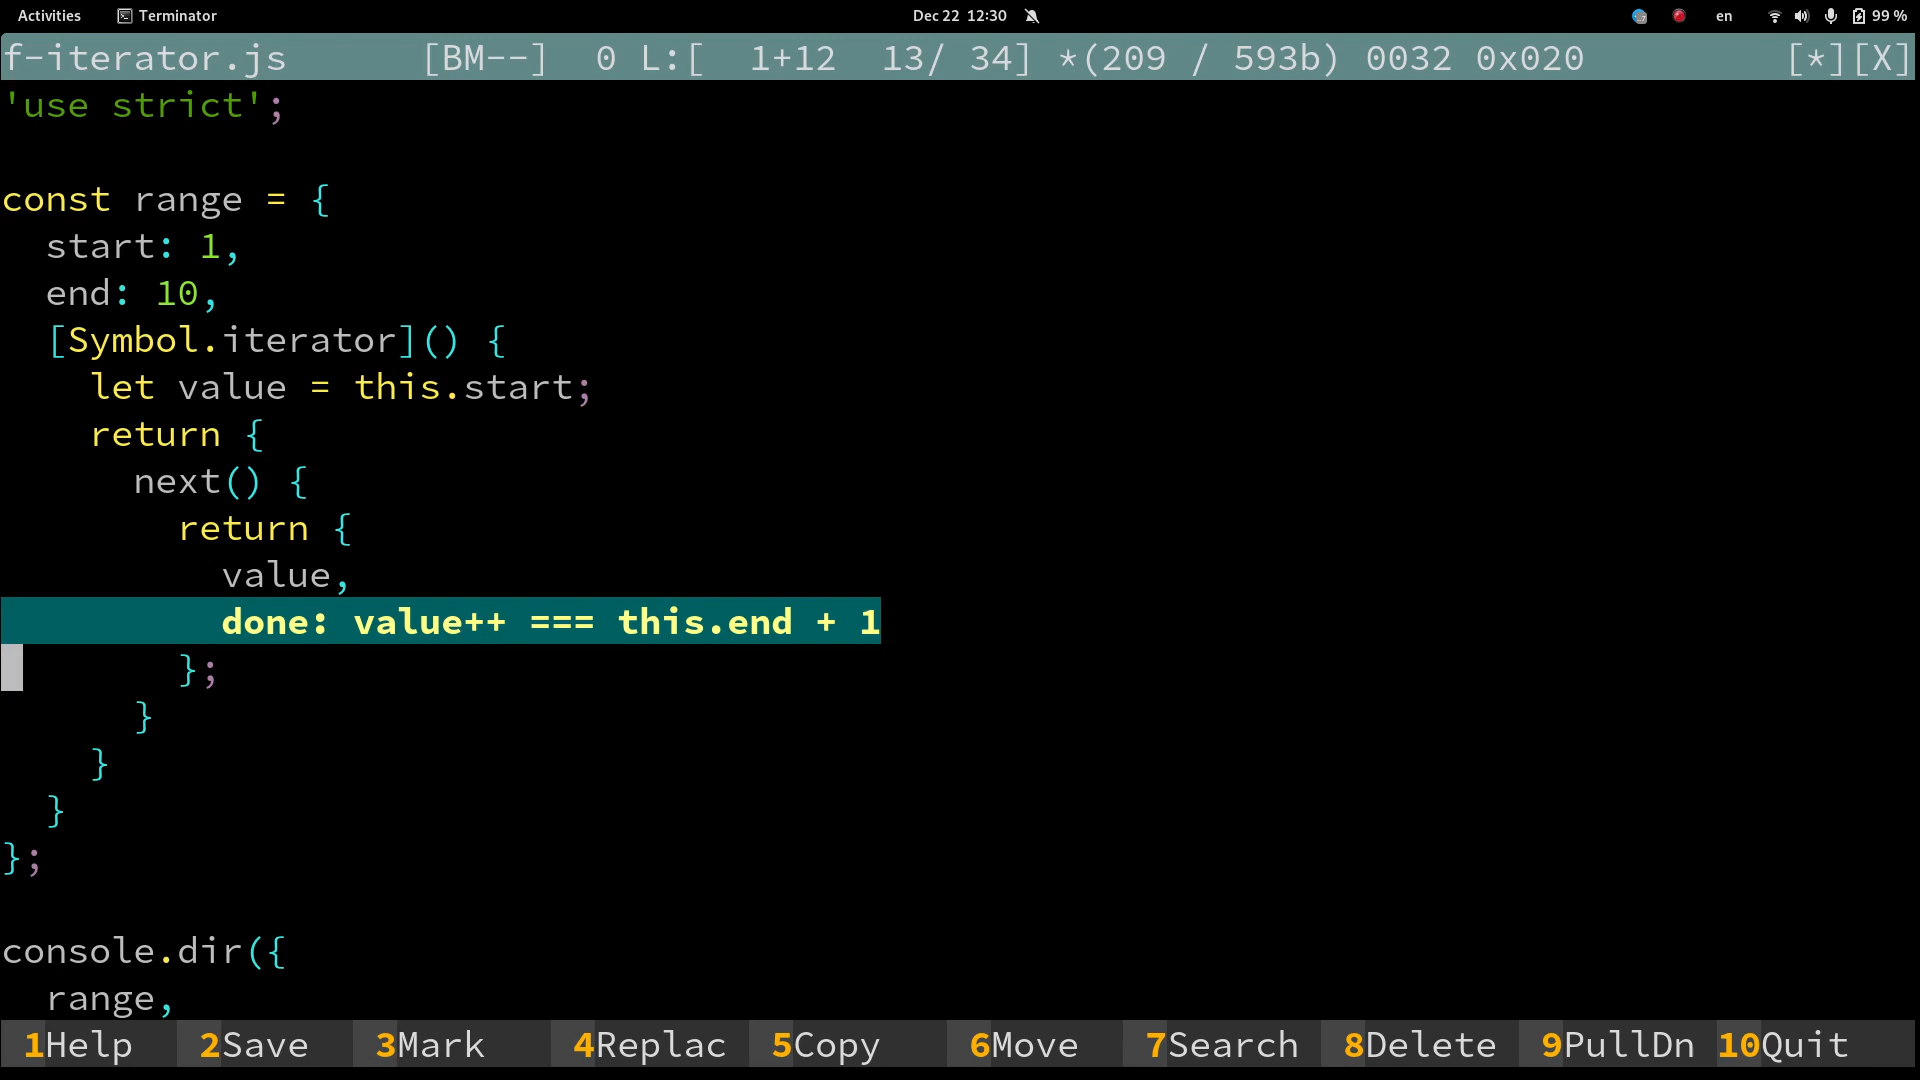 Activities Terminator Dec 22 12:30 en 99 %
f-iterator.js [BM--] 0 L:[ 1+12 13/ 34] *(209 / 593b) 0032 0x020 [*][X]
'use strict';
const range = {
  start: 1,
  end: 10,
  [Symbol.iterator]() {
    let value = this.start;
    return {
      next() {
        return {
          value,
          done: value++ === this.end + 1
        };
      }
    }
  }
};
console.dir({
  range,
1Help 2Save 3Mark 4Replac 5Copy 6Move 7Search 8Delete 9PullDn 10Quit